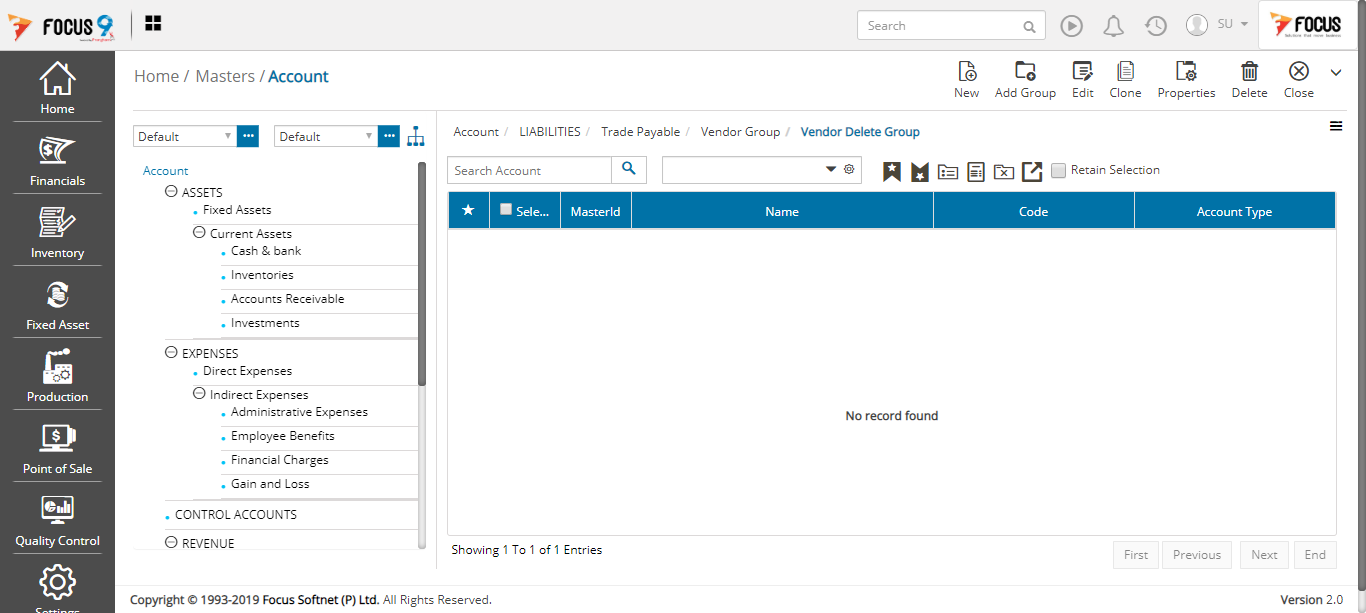 FOCUS 9
Search
SU
FOCUS
Home
Financials
Inventory
Fixed Asset
Production
Point of Sale
Quality Control
Settings
Home / Masters / Account
New
Add Group
Edit
Clone
Properties
Delete
Close
Default
Default
Account
ASSETS
Fixed Assets
Current Assets
Cash & bank
Inventories
Accounts Receivable
Investments
EXPENSES
Direct Expenses
Indirect Expenses
Administrative Expenses
Employee Benefits
Financial Charges
Gain and Loss
CONTROL ACCOUNTS
REVENUE
Account / LIABILITIES / Trade Payable / Vendor Group / Vendor Delete Group
Search Account
Retain Selection
Sele... MasterId Name Code Account Type
No record found
Showing 1 To 1 of 1 Entries
First Previous Next End
Copyright © 1993-2019 Focus Softnet (P) Ltd. All Rights Reserved.
Version 2.0